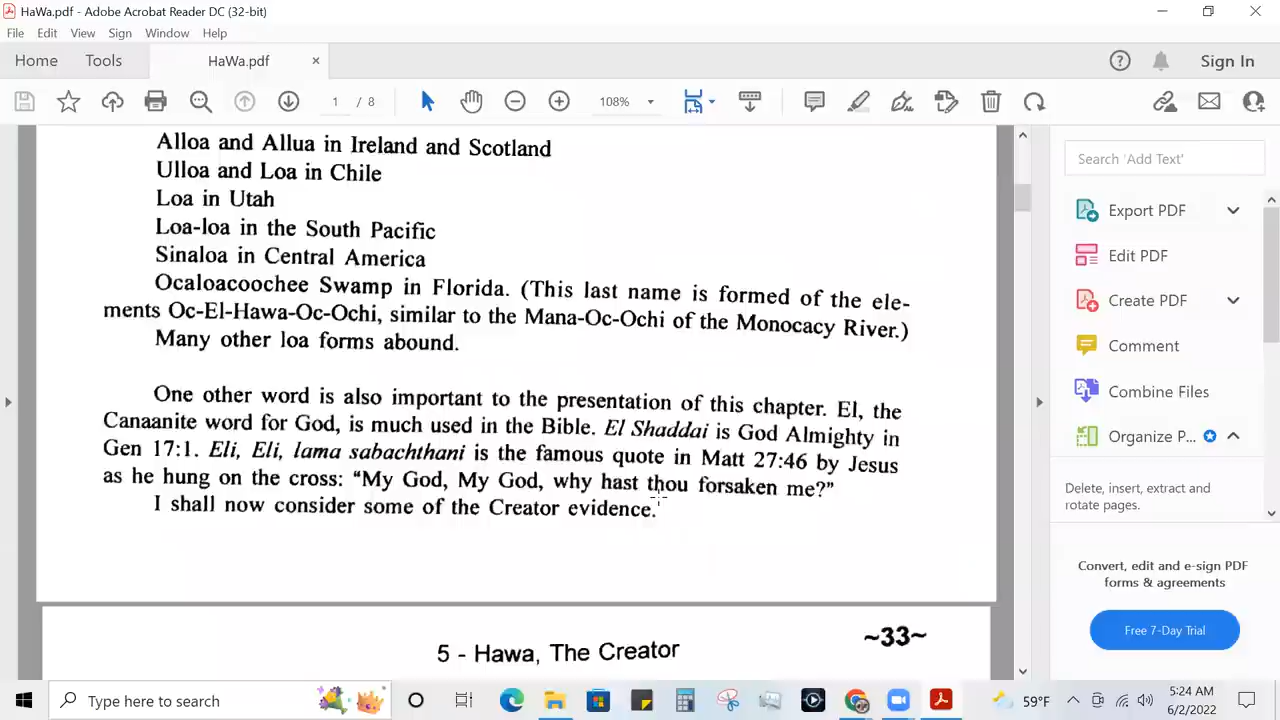 HaWa.pdf - Adobe Acrobat Reader DC (32-bit)
File Edit View Sign Window Help
Home Tools HaWa.pdf × Sign In
1 / 8 108%
Alloa and Allua in Ireland and Scotland
Ulloa and Loa in Chile
Loa in Utah
Loa-loa in the South Pacific
Sinaloa in Central America
Ocaloacoochee Swamp in Florida. (This last name is formed of the ele-
ments Oc-El-Hawa-Oc-Ochi, similar to the Mana-Oc-Ochi of the Monocacy River.)
Many other loa forms abound.
One other word is also important to the presentation of this chapter. El, the
Canaanite word for God, is much used in the Bible. El Shaddai is God Almighty in
Gen 17:1. Eli, Eli, lama sabachthani is the famous quote in Matt 27:46 by Jesus
as he hung on the cross: “My God, My God, why hast thou forsaken me?”
I shall now consider some of the Creator evidence.
~33~
5 - Hawa, The Creator
Search 'Add Text'
Export PDF
Edit PDF
Create PDF
Comment
Combine Files
Organize P...
Delete, insert, extract and
rotate pages.
Convert, edit and e-sign PDF
forms & agreements
Free 7-Day Trial
Type here to search
59°F
5:24 AM
6/2/2022